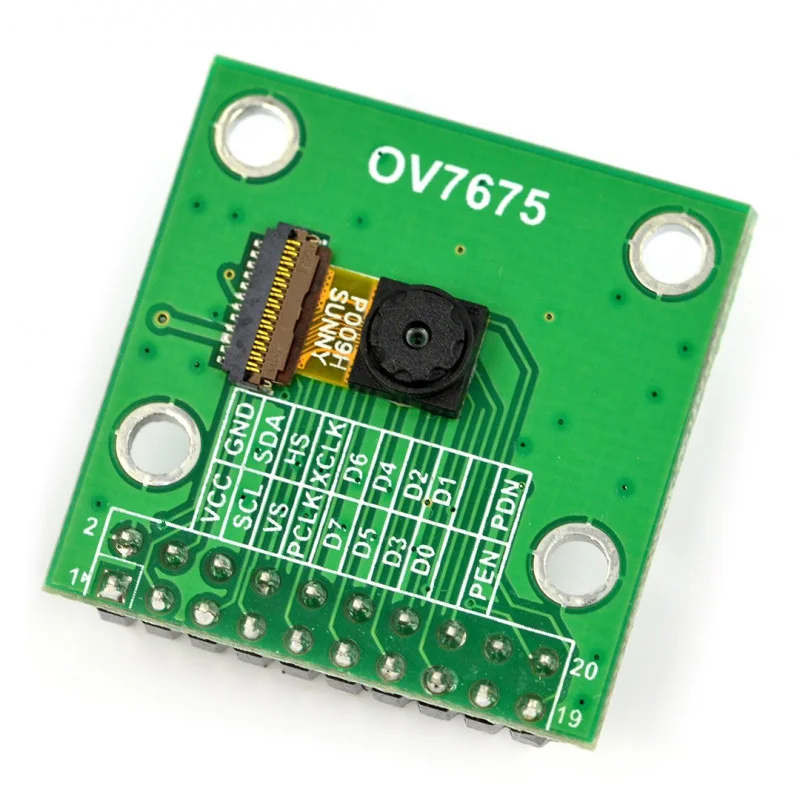 OV7675
P009H
SUNNY
GND SDA HS XCLK D6 D4 D2 D1 PDN
VCC SCL VS PCLK D7 D5 D3 D0 PEN
2
1
20
19